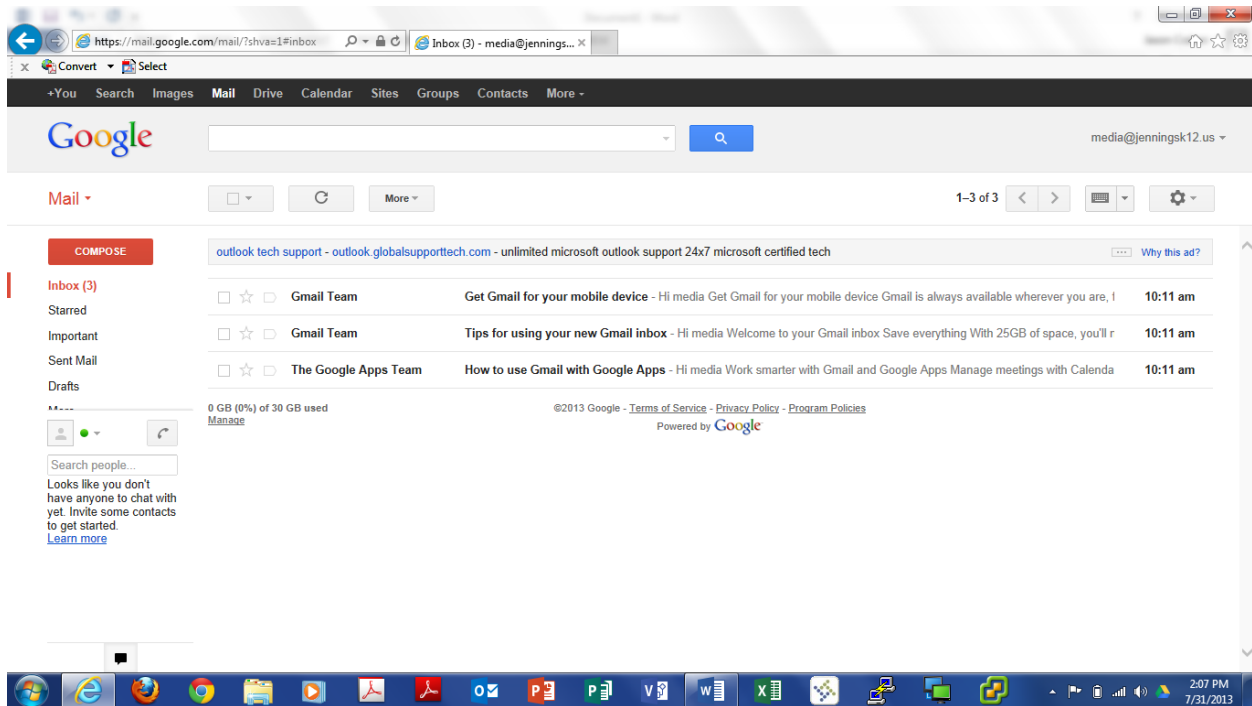 https://mail.google.com/mail/?shva=1#inbox
Inbox (3) - media@jennings...
x Convert Select
+You Search Images Mail Drive Calendar Sites Groups Contacts More
Google
media@jenningsk12.us
Mail
More
1–3 of 3
COMPOSE
outlook tech support - outlook.globalsupporttech.com - unlimited microsoft outlook support 24x7 microsoft certified tech
Why this ad?
Inbox (3)
Starred
Important
Sent Mail
Drafts
Gmail Team Get Gmail for your mobile device - Hi media Get Gmail for your mobile device Gmail is always available wherever you are, f 10:11 am
Gmail Team Tips for using your new Gmail inbox - Hi media Welcome to your Gmail inbox Save everything With 25GB of space, you'll r 10:11 am
The Google Apps Team How to use Gmail with Google Apps - Hi media Work smarter with Gmail and Google Apps Manage meetings with Calenda 10:11 am
0 GB (0%) of 30 GB used
Manage
©2013 Google - Terms of Service - Privacy Policy - Program Policies
Powered by Google
Search people...
Looks like you don't
have anyone to chat with
yet. Invite some contacts
to get started.
Learn more
2:07 PM
7/31/2013